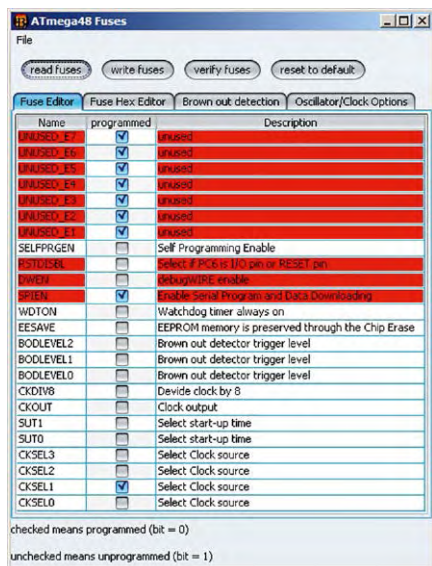 ATmega48 Fuses
File
read fuses write fuses verify fuses reset to default
Fuse Editor Fuse Hex Editor Brown out detection Oscillator/Clock Options
Name programmed Description
UNUSED_E7 unused
UNUSED_E6 unused
UNUSED_E5 unused
UNUSED_E4 unused
UNUSED_E3 unused
UNUSED_E2 unused
UNUSED_E1 unused
SELFPRGEN Self Programming Enable
RSTDISBL Select if PC6 is I/O pin or RESET pin
DWEN debugWIRE enable
SPIEN Enable Serial Program and Data Downloading
WDTON Watchdog timer always on
EESAVE EEPROM memory is preserved through the Chip Erase
BODLEVEL2 Brown out detector trigger level
BODLEVEL1 Brown out detector trigger level
BODLEVEL0 Brown out detector trigger level
CKDIV8 Devide clock by 8
CKOUT Clock output
SUT1 Select start-up time
SUT0 Select start-up time
CKSEL3 Select Clock source
CKSEL2 Select Clock source
CKSEL1 Select Clock source
CKSEL0 Select Clock source
checked means programmed (bit = 0)
unchecked means unprogrammed (bit = 1)